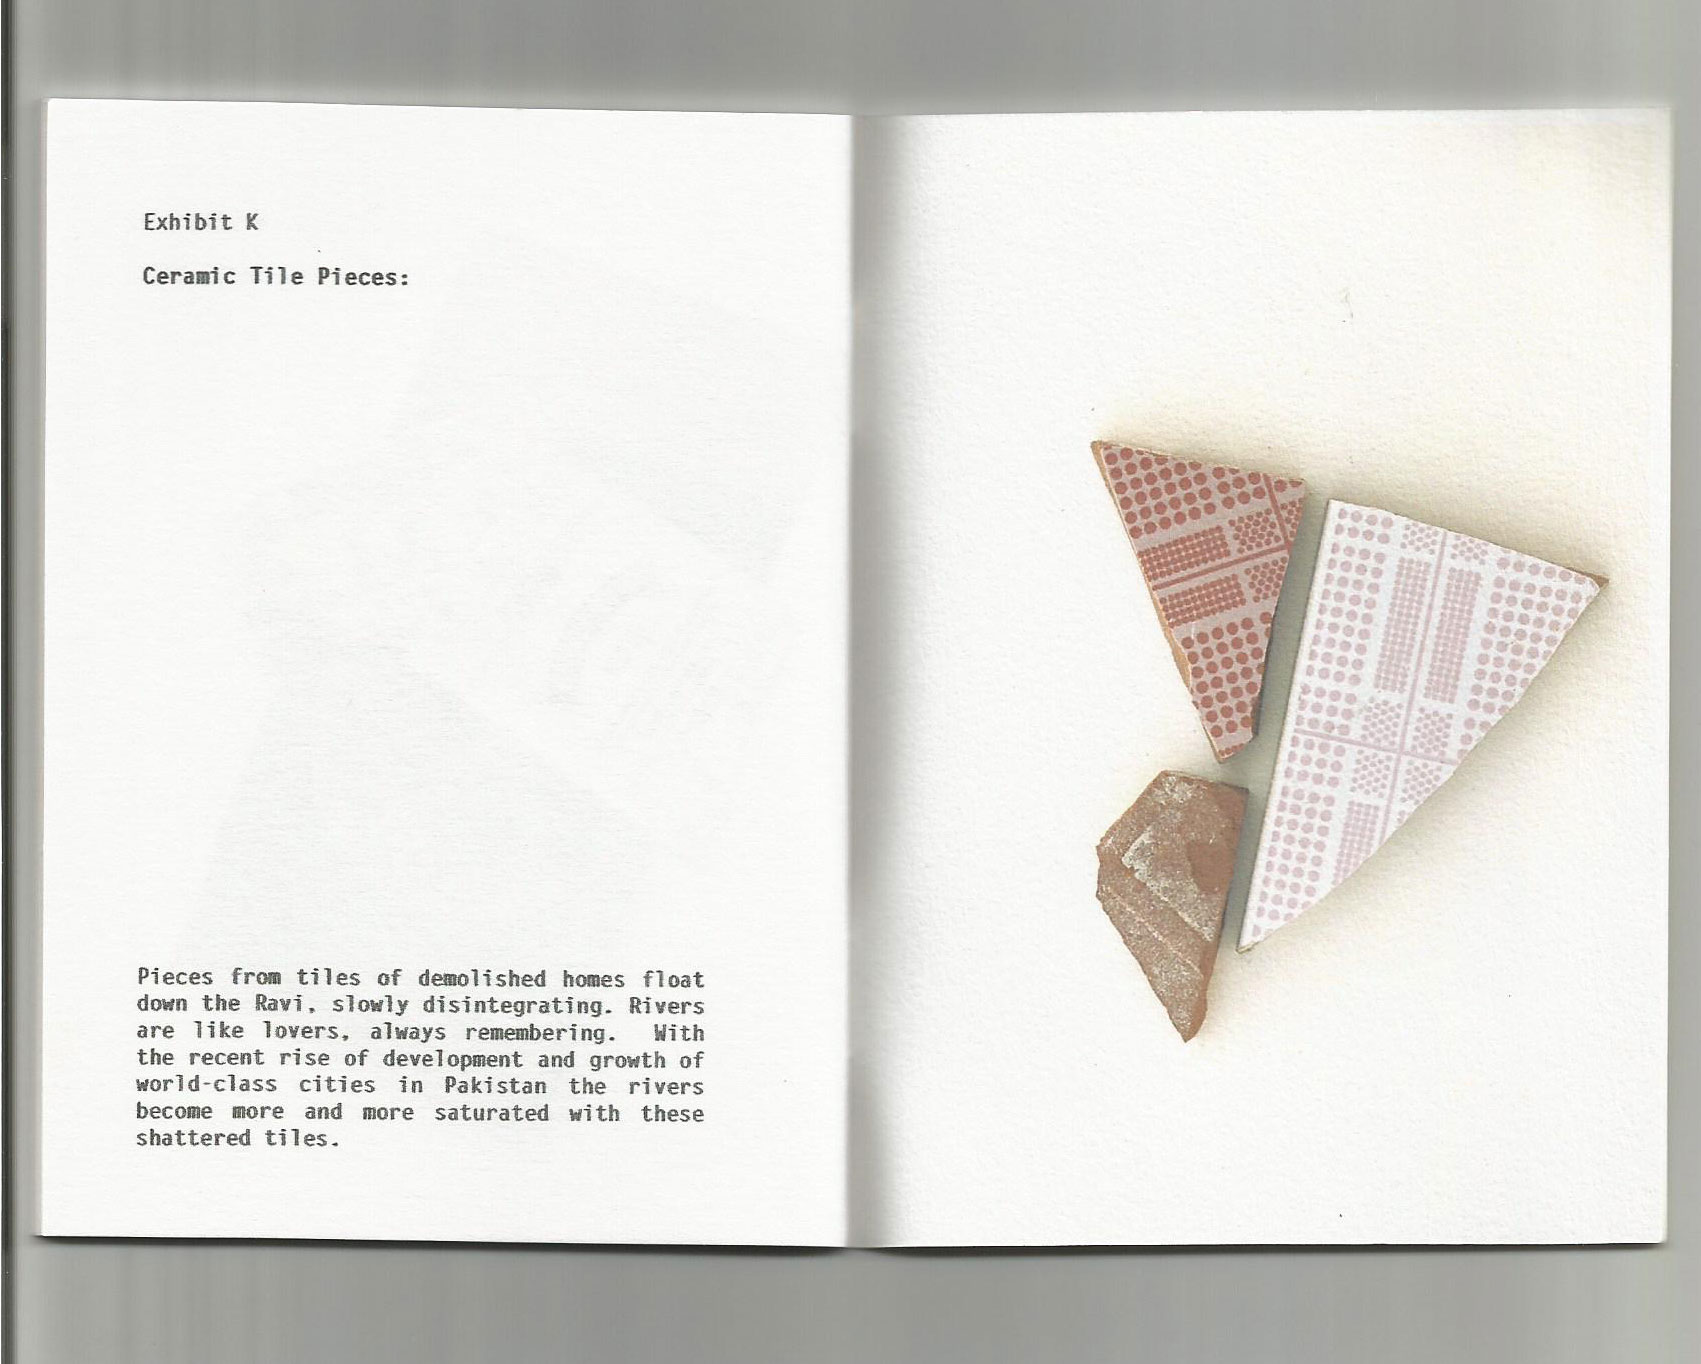 Exhibit K
Ceramic Tile Pieces:
Pieces from tiles of demolished homes float
down the Ravi, slowly disintegrating. Rivers
are like lovers, always remembering.  With
the recent rise of development and growth of
world-class cities in Pakistan the rivers
become more and more saturated with these
shattered tiles.